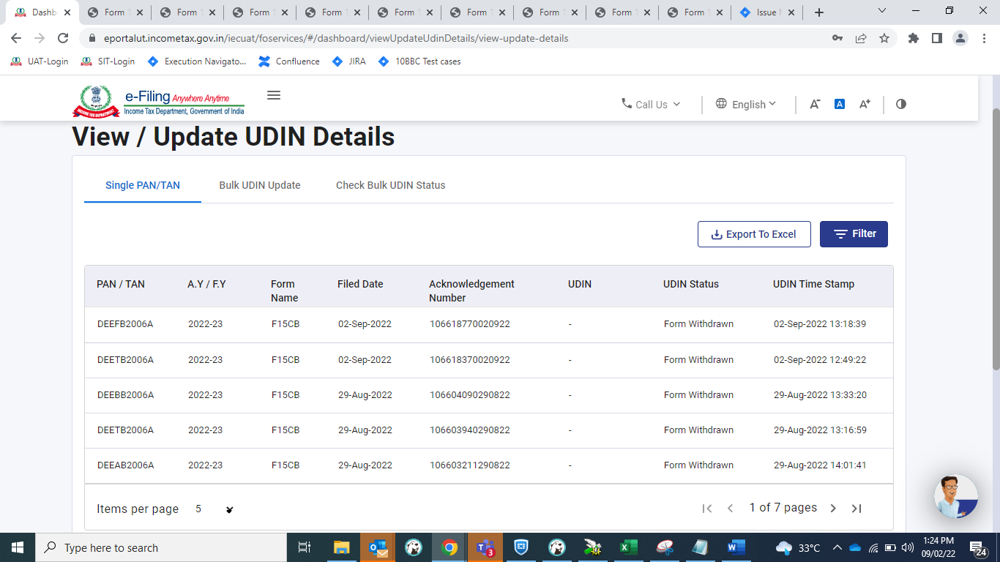 Dashb
Form
Form
Form
Form
Form
Form
Form
Form
Form
Issue
eportalut.incometax.gov.in/iecuat/foservices/#/dashboard/viewUpdateUdinDetails/view-update-details
UAT-Login
SIT-Login
Execution Navigato...
Confluence
JIRA
10BBC Test cases
e-Filing Anywhere Anytime
Income Tax Department, Government of India
INCOME TAX DEPARTMENT
Call Us
English
A-
A
A+
View / Update UDIN Details
Single PAN/TAN
Bulk UDIN Update
Check Bulk UDIN Status
Export To Excel
Filter
PAN / TAN A.Y / F.Y Form Name Filed Date Acknowledgement Number UDIN UDIN Status UDIN Time Stamp
DEEFB2006A 2022-23 F15CB 02-Sep-2022 106618770020922 - Form Withdrawn 02-Sep-2022 13:18:39
DEETB2006A 2022-23 F15CB 02-Sep-2022 106618370020922 - Form Withdrawn 02-Sep-2022 12:49:22
DEEBB2006A 2022-23 F15CB 29-Aug-2022 106604090290822 - Form Withdrawn 29-Aug-2022 13:33:20
DEETB2006A 2022-23 F15CB 29-Aug-2022 106603940290822 - Form Withdrawn 29-Aug-2022 13:16:59
DEEAB2006A 2022-23 F15CB 29-Aug-2022 106603211290822 - Form Withdrawn 29-Aug-2022 14:01:41
Items per page 5
1 of 7 pages
Type here to search
3
33°C
1:24 PM
09/02/22
24